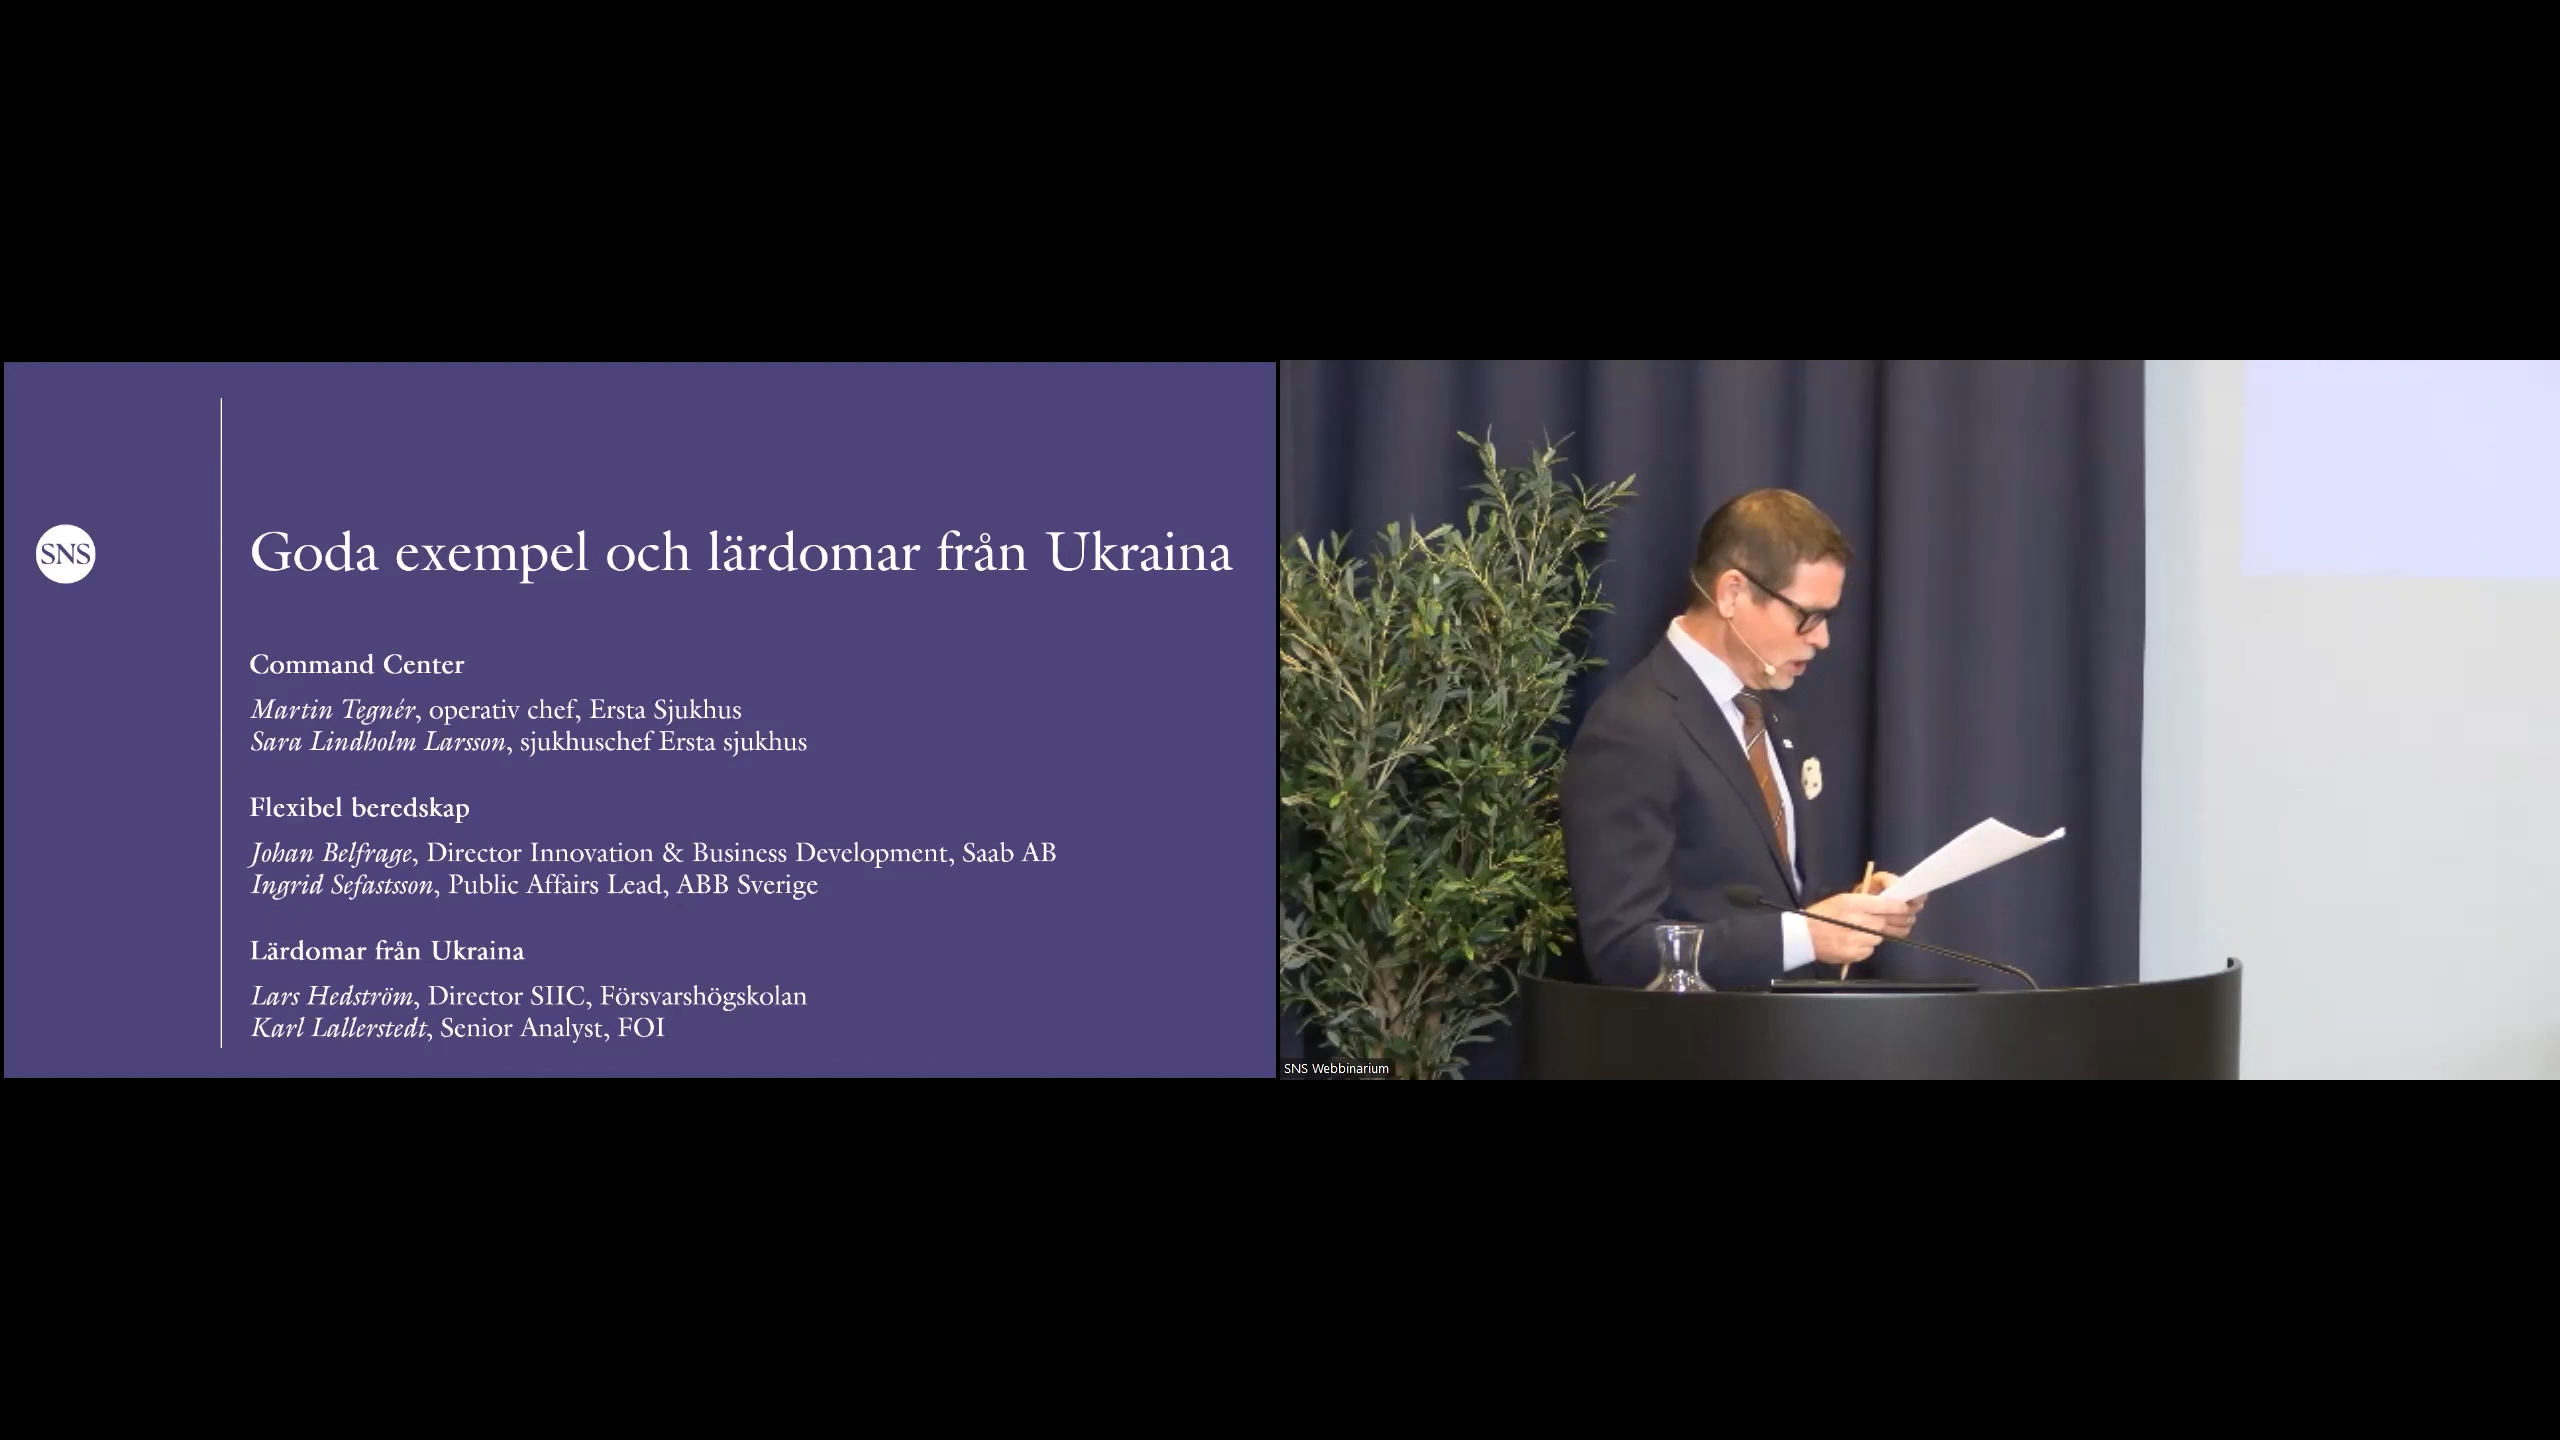 SNS
Goda exempel och lärdomar från Ukraina
Command Center
Martin Tegnér, operativ chef, Ersta Sjukhus
Sara Lindholm Larsson, sjukhuschef Ersta sjukhus
Flexibel beredskap
Johan Belfrage, Director Innovation & Business Development, Saab AB
Ingrid Sefastsson, Public Affairs Lead, ABB Sverige
Lärdomar från Ukraina
Lars Hedström, Director SIIC, Försvarshögskolan
Karl Lallerstedt, Senior Analyst, FOI
SNS Webbinarium